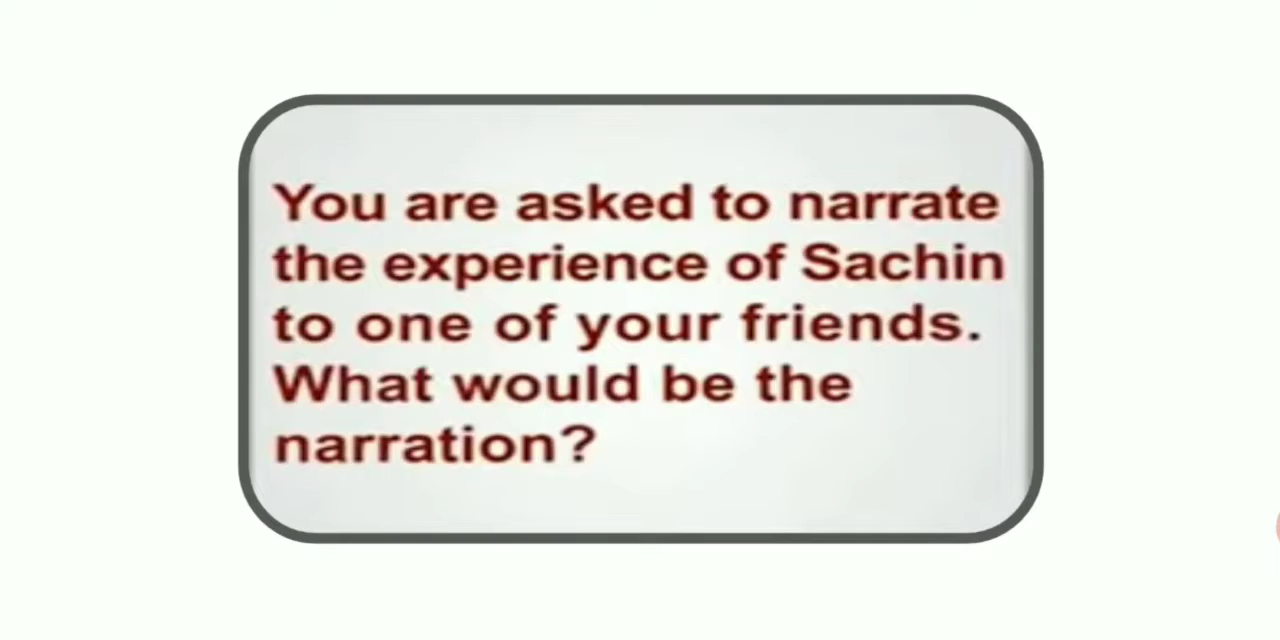 You are asked to narrate
the experience of Sachin
to one of your friends.
What would be the
narration?